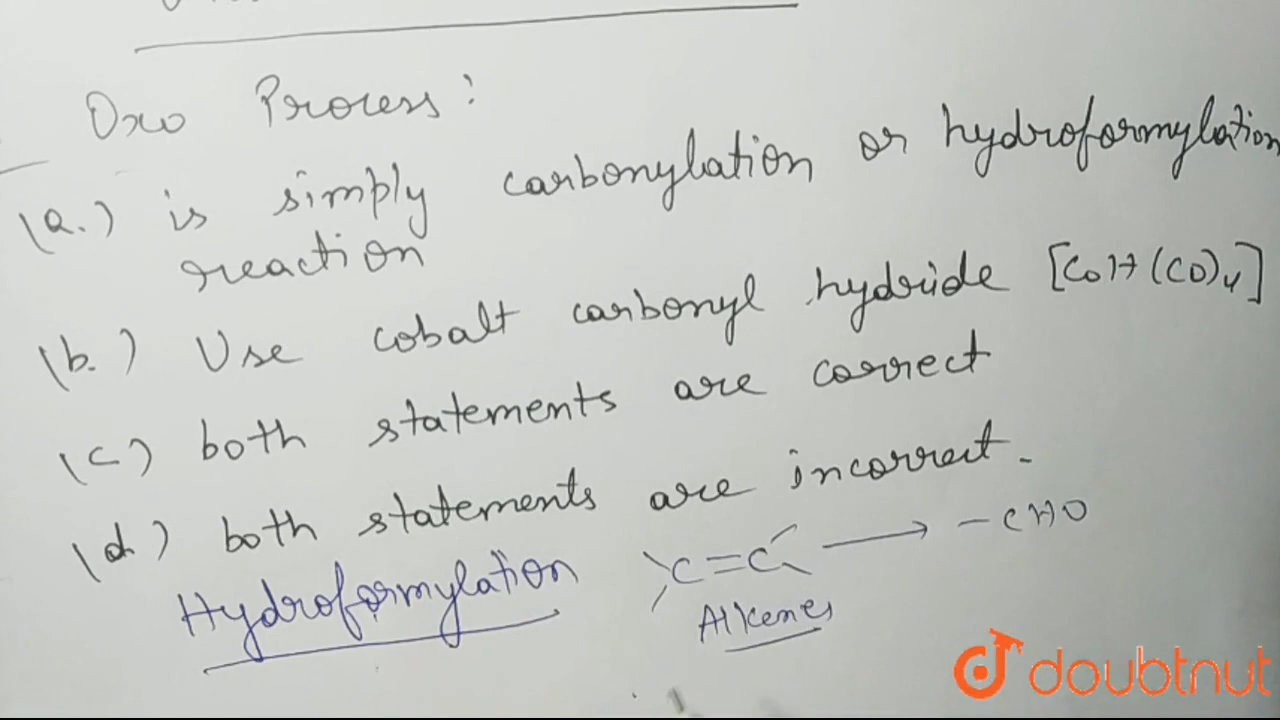 Oxo Process:
(a.) is simply carbonylation or hydroformylation
reaction
(b.) Use cobalt carbonyl hydride [CoH(CO)4]
(c) both statements are correct
(d.) both statements are incorrect.
Hydroformylation >C=C< → -CHO
Alkenes
doubtnut